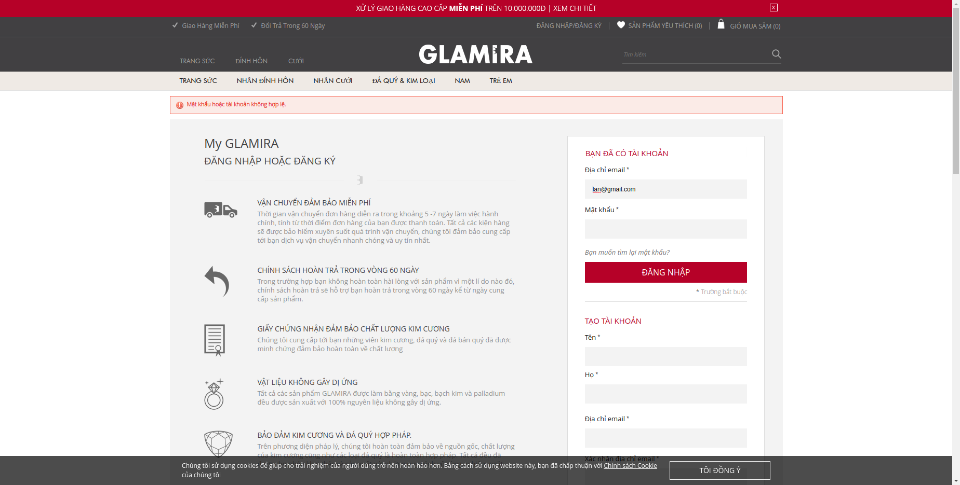 XỬ LÝ GIAO HÀNG CAO CẤP MIỄN PHÍ TRÊN 10.000.000Đ | XEM CHI TIẾT
x
Giao Hàng Miễn Phí
Đổi Trả Trong 60 Ngày
ĐĂNG NHẬP/ĐĂNG KÝ
SẢN PHẨM YÊU THÍCH (0)
GIỎ MUA SẮM (0)
TRANG SỨC
ĐÍNH HÔN
CƯỚI
GLAMIRA
Tìm kiếm
TRANG SỨC
NHẪN ĐÍNH HÔN
NHẪN CƯỚI
ĐÁ QUÝ & KIM LOẠI
NAM
TRẺ EM
Mật khẩu hoặc tài khoản không hợp lệ.
My GLAMIRA
ĐĂNG NHẬP HOẶC ĐĂNG KÝ
VẬN CHUYỂN ĐẢM BẢO MIỄN PHÍ
Thời gian vận chuyển đơn hàng diễn ra trong khoảng 5 -7 ngày làm việc hành
chính, tính từ thời điểm đơn hàng của bạn được thanh toán. Tất cả các kiện hàng
sẽ được bảo hiểm xuyên suốt quá trình vận chuyển, chúng tôi đảm bảo cung cấp
tới bạn dịch vụ vận chuyển nhanh chóng và uy tín nhất.
CHÍNH SÁCH HOÀN TRẢ TRONG VÒNG 60 NGÀY
Trong trường hợp bạn không hoàn toàn hài lòng với sản phẩm vì một lí do nào đó,
chính sách hoàn trả sẽ hỗ trợ bạn hoàn trả trong vòng 60 ngày kể từ ngày cung
cấp sản phẩm.
GIẤY CHỨNG NHẬN ĐẢM BẢO CHẤT LƯỢNG KIM CƯƠNG
Chúng tôi cung cấp tới bạn những viên kim cương, đá quý và đá bán quý đã được
minh chứng đảm bảo hoàn toàn về chất lượng.
VẬT LIỆU KHÔNG GÂY DỊ ỨNG
Tất cả các sản phẩm GLAMIRA được làm bằng vàng, bạc, bạch kim và palladium
đều được sản xuất với 100% nguyên liệu không gây dị ứng.
BẢO ĐẢM KIM CƯƠNG VÀ ĐÁ QUÝ HỢP PHÁP.
Trên phương diện pháp lý, chúng tôi hoàn toàn đảm bảo về nguồn gốc, chất lượng
BẠN ĐÃ CÓ TÀI KHOẢN
Địa chỉ email *
lan@gmail.com
Mật khẩu *
Bạn muốn tìm lại mật khẩu?
ĐĂNG NHẬP
* Trường bắt buộc
TẠO TÀI KHOẢN
Tên *
Họ *
Địa chỉ email *
Xác nhận địa chỉ email *
Chúng tôi sử dụng cookies để giúp cho trải nghiệm của người dùng trở nên hoàn hảo hơn. Bằng cách sử dụng website này, bạn đã chấp thuận với Chính sách Cookie
của chúng tô
TÔI ĐỒNG Ý